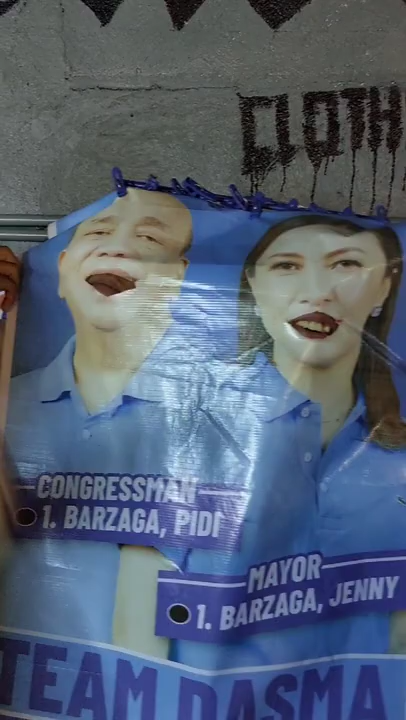 CLOTH
CONGRESSMAN
1. BARZAGA, PIDI
MAYOR
1. BARZAGA, JENNY
TEAM DASMA